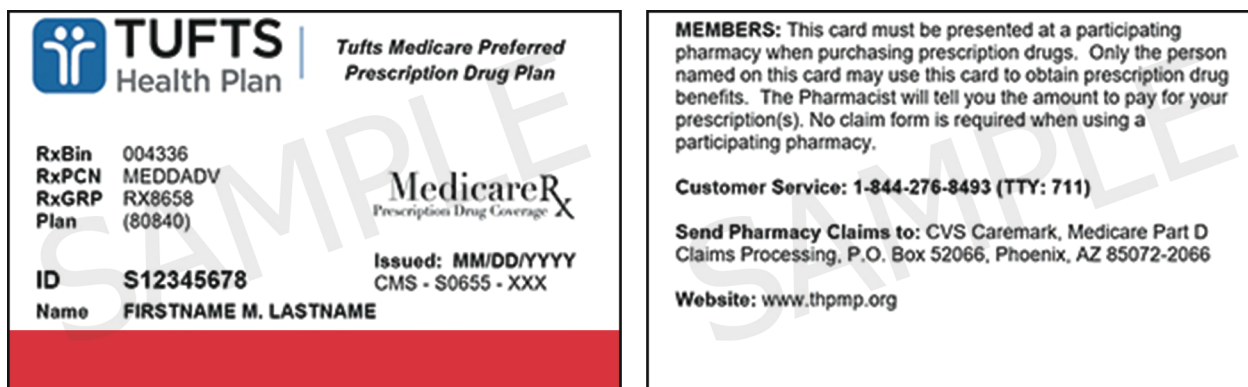 TUFTS
Health Plan
Tufts Medicare Preferred
Prescription Drug Plan
RxBin 004336
RxPCN MEDDADV
RxGRP RX8658
Plan (80840)
MedicareRx
Prescription Drug Coverage
Issued: MM/DD/YYYY
CMS - S0655 - XXX
ID S12345678
Name FIRSTNAME M. LASTNAME
SAMPLE
MEMBERS: This card must be presented at a participating
pharmacy when purchasing prescription drugs. Only the person
named on this card may use this card to obtain prescription drug
benefits. The Pharmacist will tell you the amount to pay for your
prescription(s). No claim form is required when using a
participating pharmacy.
Customer Service: 1-844-276-8493 (TTY: 711)
Send Pharmacy Claims to: CVS Caremark, Medicare Part D
Claims Processing, P.O. Box 52066, Phoenix, AZ 85072-2066
Website: www.thpmp.org
SAMPLE